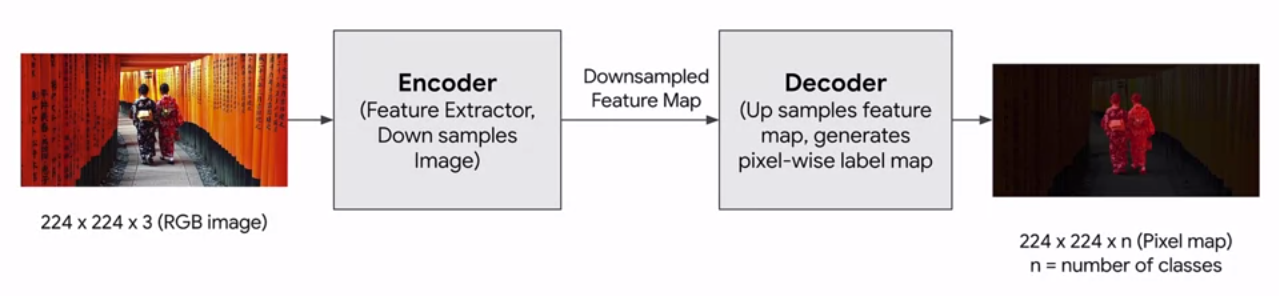 Encoder
(Feature Extractor,
Down samples
Image)
Downsampled
Feature Map
Decoder
(Up samples feature
map, generates
pixel-wise label map
224 x 224 x 3 (RGB image)
224 x 224 x n (Pixel map)
n = number of classes